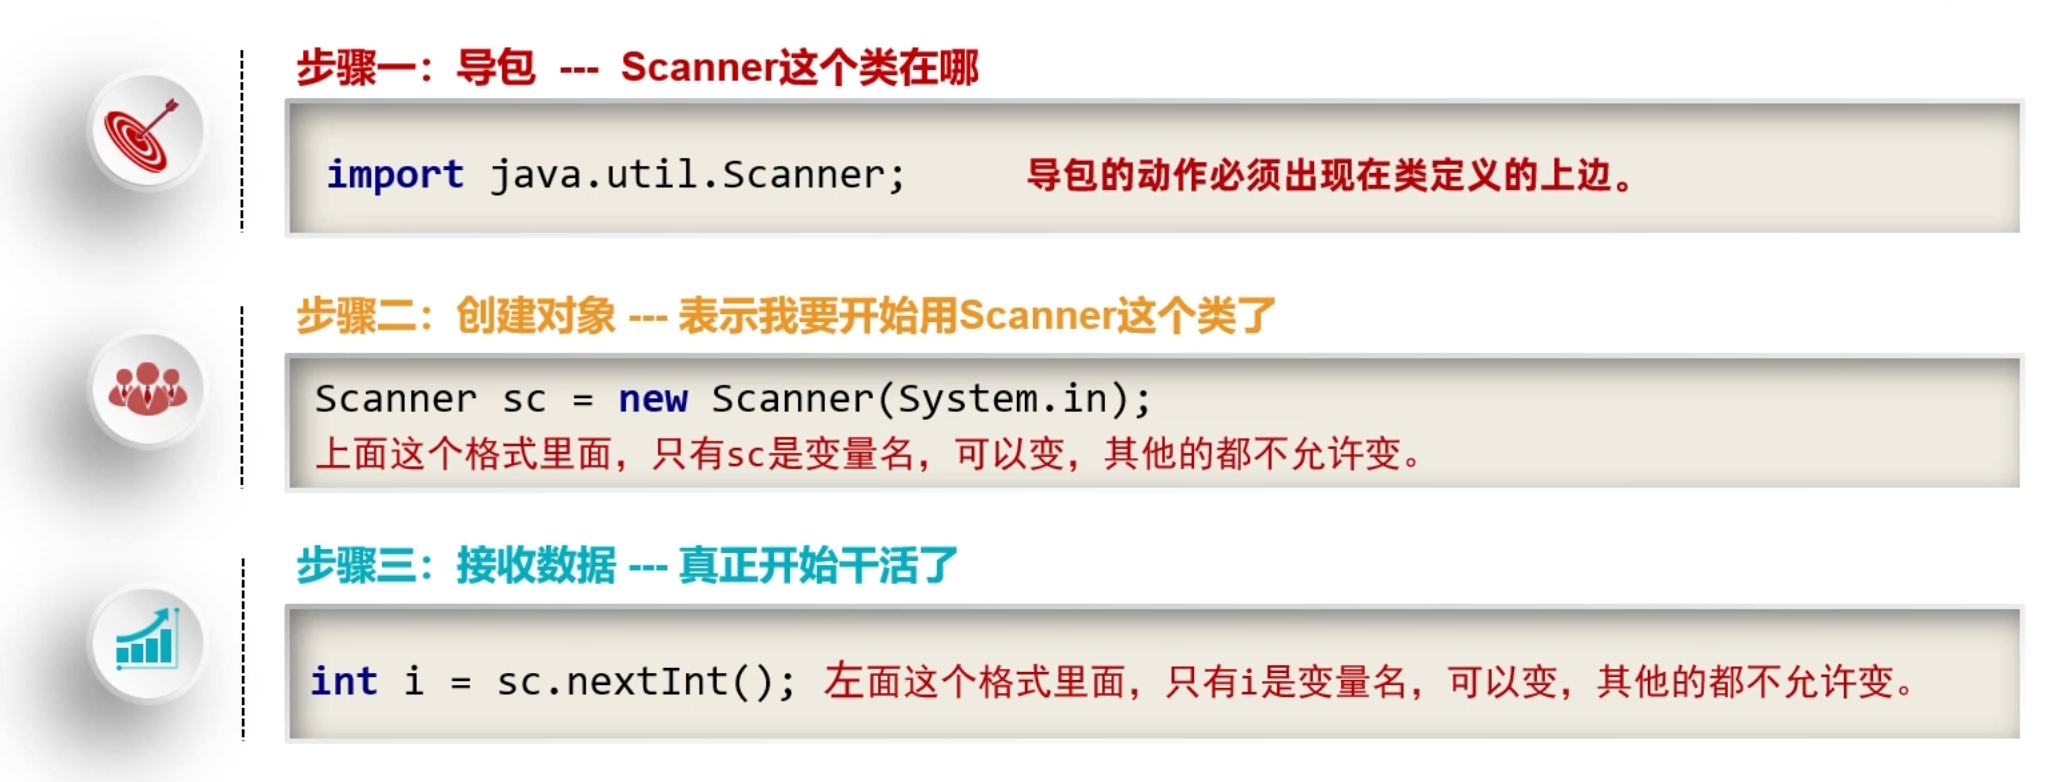 步骤一：导包 --- Scanner这个类在哪
import java.util.Scanner; 导包的动作必须出现在类定义的上边。
步骤二：创建对象 --- 表示我要开始用Scanner这个类了
Scanner sc = new Scanner(System.in);
上面这个格式里面，只有sc是变量名，可以变，其他的都不允许变。
步骤三：接收数据 --- 真正开始干活了
int i = sc.nextInt(); 左面这个格式里面，只有i是变量名，可以变，其他的都不允许变。